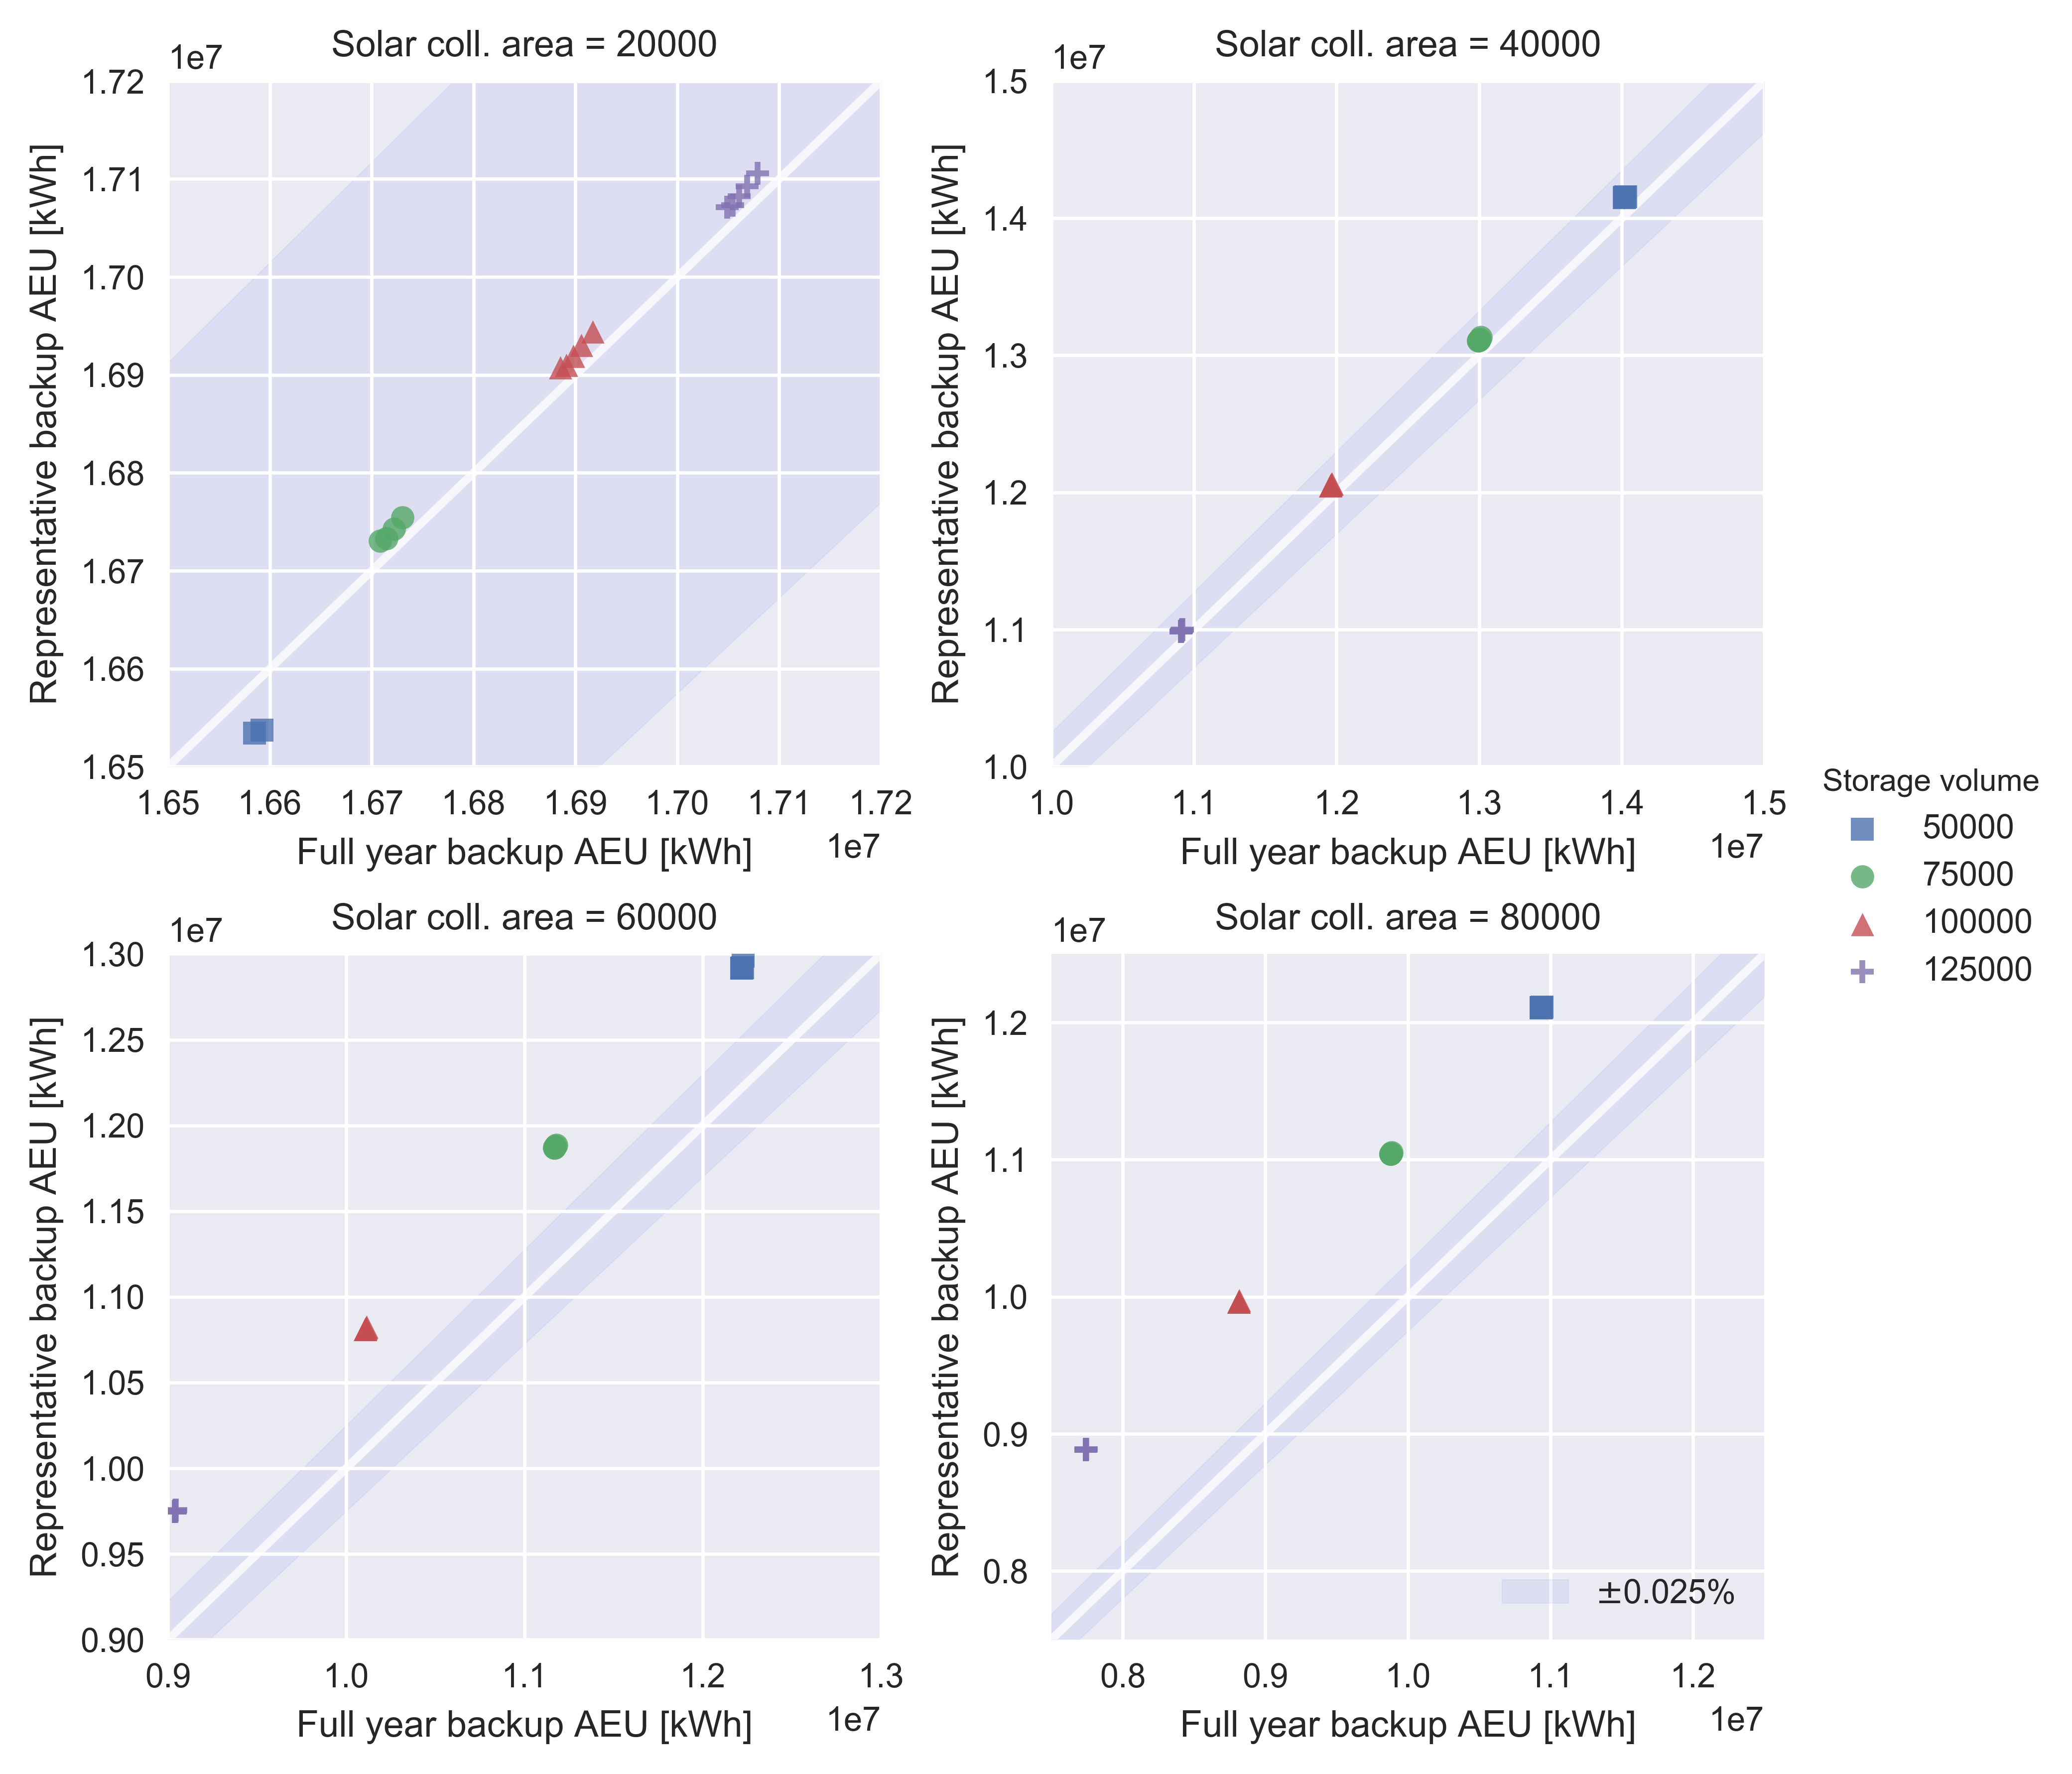 Solar coll. area = 20000
1e7
1.72
1.71
1.70
1.69
1.68
1.67
1.66
1.65
Representative backup AEU [kWh]
1.65 1.66 1.67 1.68 1.69 1.70 1.71 1.72
Full year backup AEU [kWh]
1e7
Solar coll. area = 40000
1e7
1.5
1.4
1.3
1.2
1.1
1.0
Representative backup AEU [kWh]
1.0 1.1 1.2 1.3 1.4 1.5
Full year backup AEU [kWh]
1e7
Storage volume
50000
75000
100000
125000
Solar coll. area = 60000
1e7
1.30
1.25
1.20
1.15
1.10
1.05
1.00
0.95
0.90
Representative backup AEU [kWh]
0.9 1.0 1.1 1.2 1.3
Full year backup AEU [kWh]
1e7
Solar coll. area = 80000
1e7
1.2
1.1
1.0
0.9
0.8
Representative backup AEU [kWh]
±0.025%
0.8 0.9 1.0 1.1 1.2
Full year backup AEU [kWh]
1e7